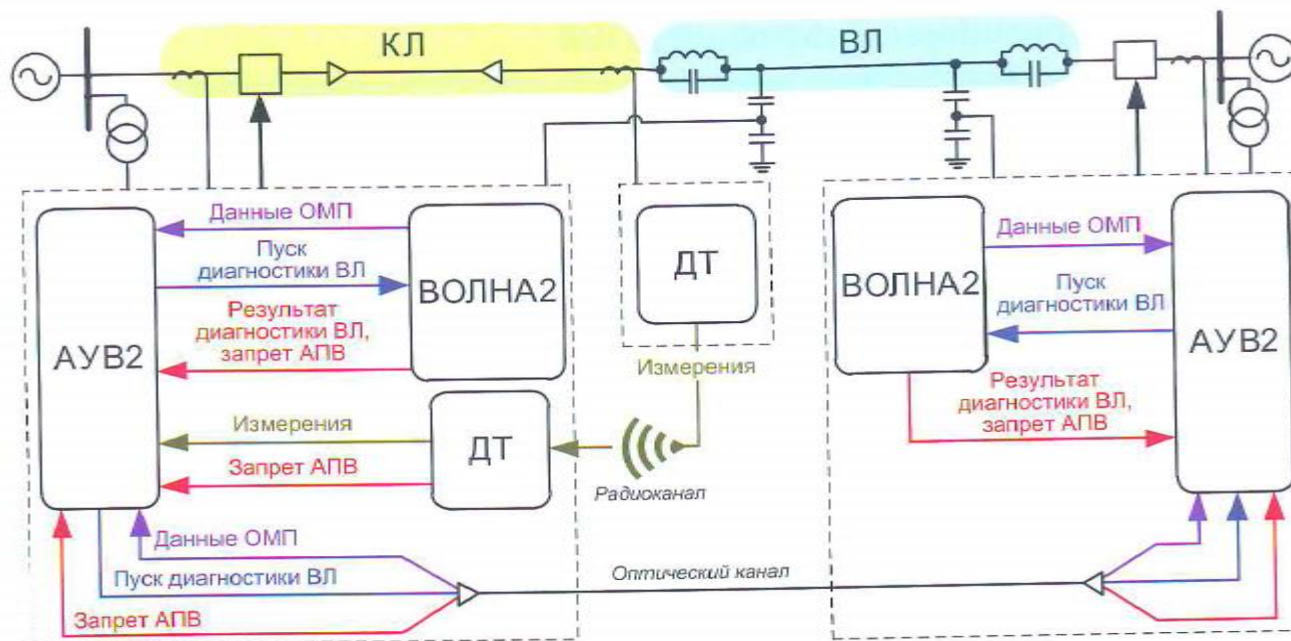 КЛ
ВЛ
Данные ОМП
Пуск
диагностики ВЛ
Результат
диагностики ВЛ,
запрет АПВ
АУВ2
ВОЛНА2
Измерения
Запрет АПВ
ДТ
Данные ОМП
Пуск диагностики ВЛ
Запрет АПВ
ДТ
Измерения
Радиоканал
Оптический канал
ВОЛНА2
Данные ОМП
Пуск
диагностики ВЛ
Результат
диагностики ВЛ,
запрет АПВ
АУВ2